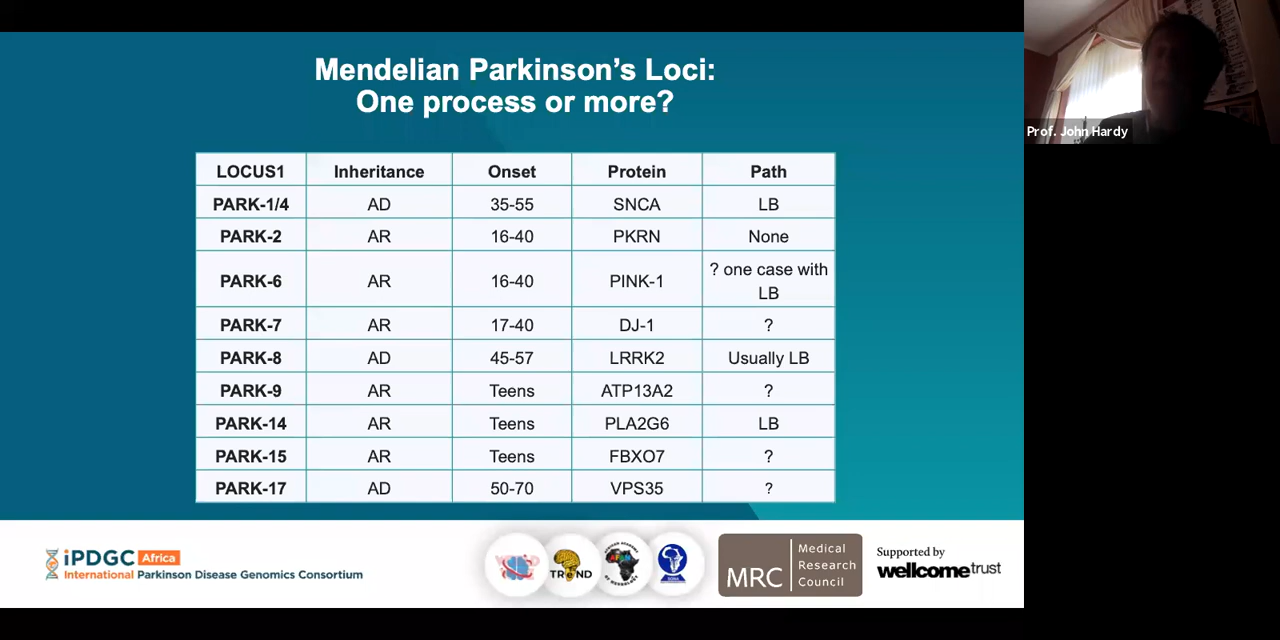 Mendelian Parkinson's Loci:
One process or more?
Prof. John Hardy
LOCUS1 Inheritance Onset Protein Path
PARK-1/4 AD 35-55 SNCA LB
PARK-2 AR 16-40 PKRN None
PARK-6 AR 16-40 PINK-1 ? one case with
LB
PARK-7 AR 17-40 DJ-1 ?
PARK-8 AD 45-57 LRRK2 Usually LB
PARK-9 AR Teens ATP13A2 ?
PARK-14 AR Teens PLA2G6 LB
PARK-15 AR Teens FBXO7 ?
PARK-17 AD 50-70 VPS35 ?
iPDGC Africa
International Parkinson Disease Genomics Consortium
TReND
MRC
Medical
Research
Council
Supported by
wellcometrust